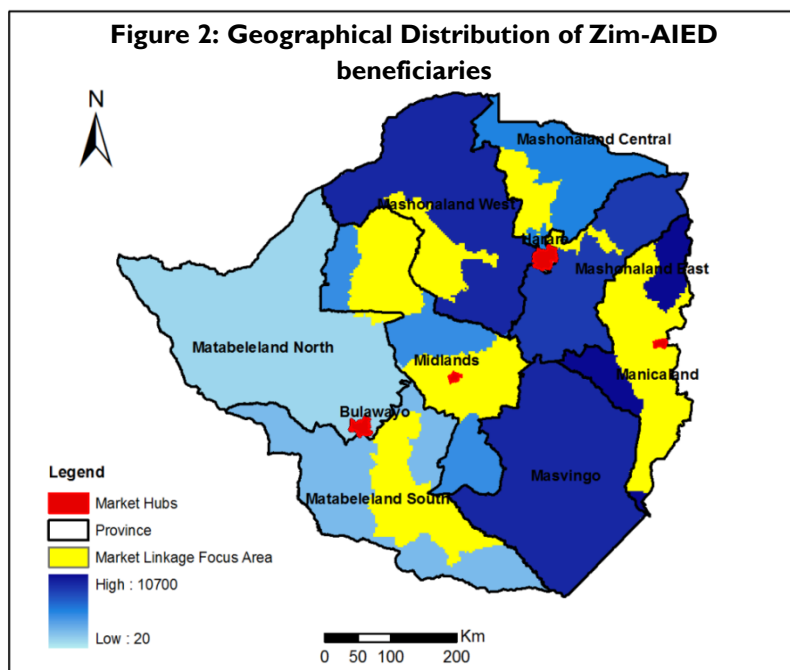 Figure 2: Geographical Distribution of Zim-AIED
beneficiaries
N
Mashonaland Central
Mashonaland West
Harare
Mashonaland East
Matabeleland North
Midlands
Manicaland
Bulawayo
Masvingo
Matabeleland South
Legend
Market Hubs
Province
Market Linkage Focus Area
High : 10700
Low : 20
Km
0 50 100 200